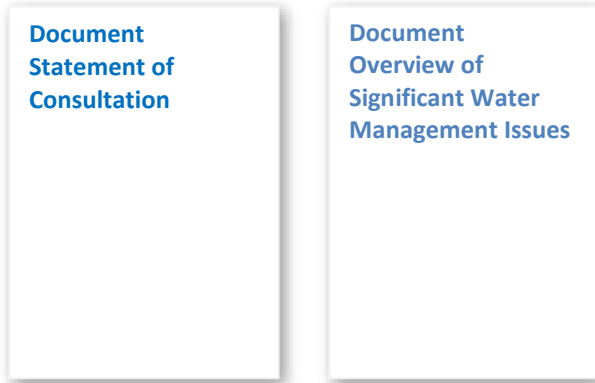 Document
Statement of
Consultation
Document
Overview of
Significant Water
Management Issues